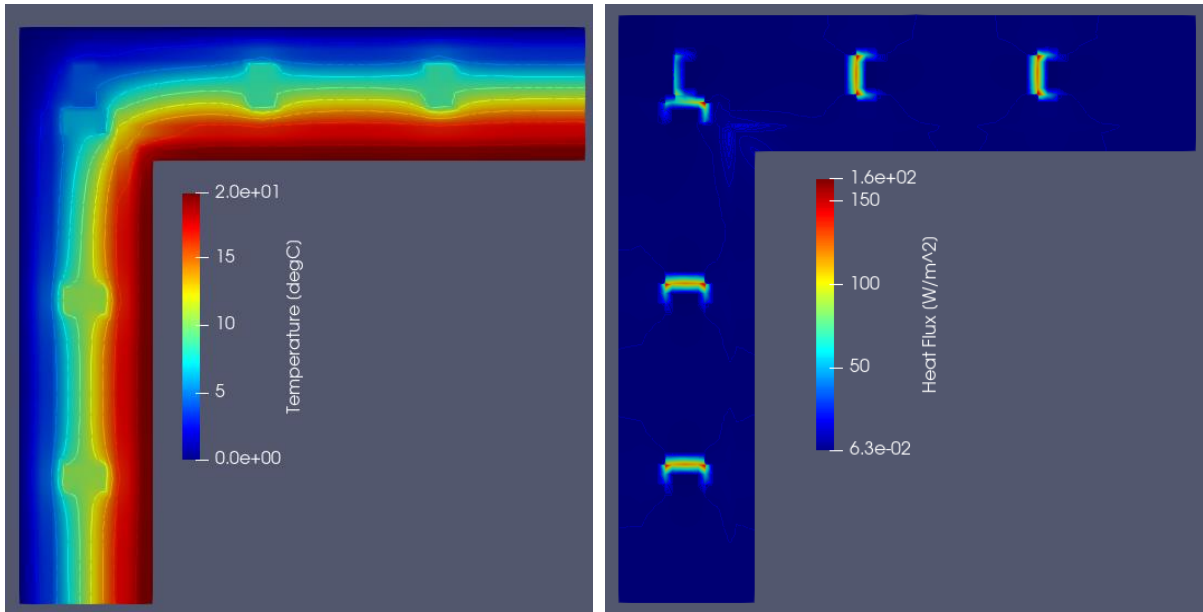 2.0e+01
15
10
5
0.0e+00
Temperature (degC)
1.6e+02
150
100
50
6.3e-02
Heat Flux (W/m^2)